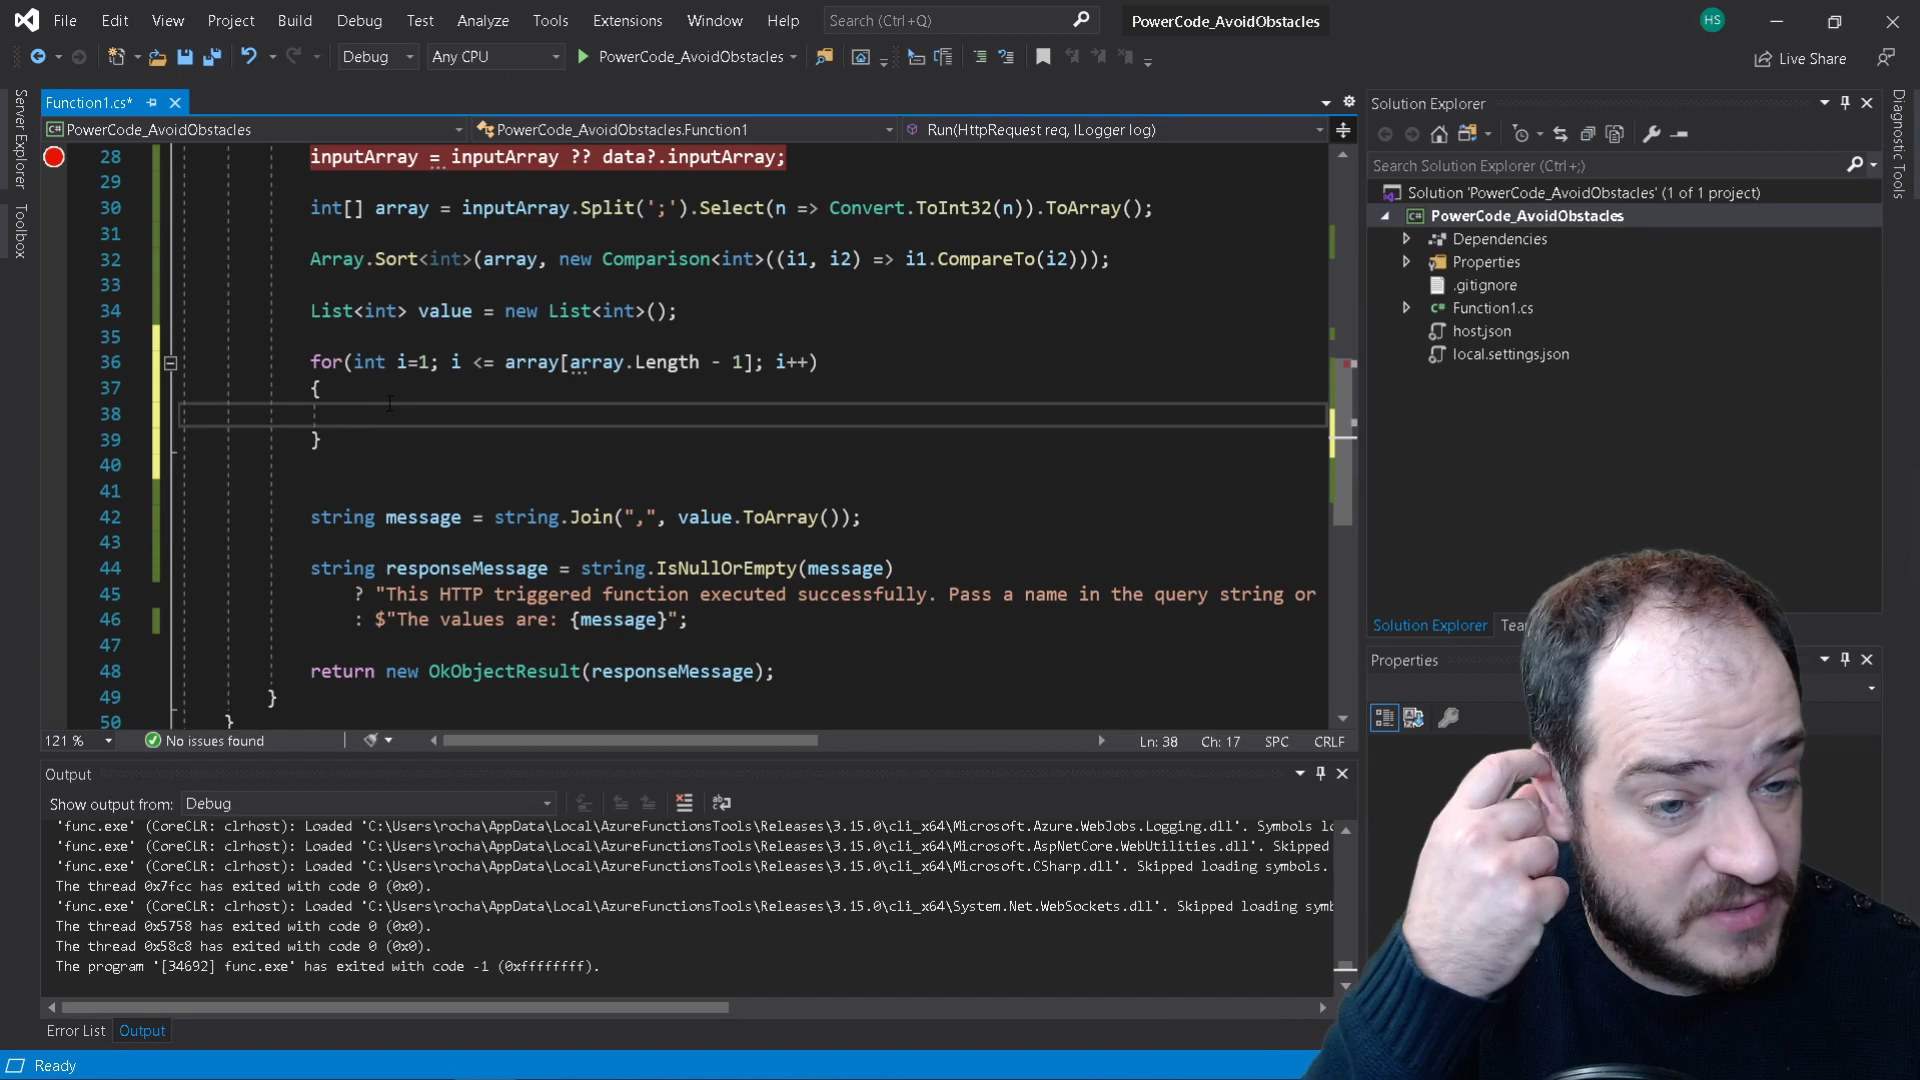 File Edit View Project Build Debug Test Analyze Tools Extensions Window Help Search (Ctrl+Q) PowerCode_AvoidObstacles HS
Debug Any CPU PowerCode_AvoidObstacles Live Share
Server Explorer
Toolbox
Function1.cs*
PowerCode_AvoidObstacles PowerCode_AvoidObstacles.Function1 Run(HttpRequest req, ILogger log)
28 inputArray = inputArray ?? data?.inputArray;
29
30 int[] array = inputArray.Split(';').Select(n => Convert.ToInt32(n)).ToArray();
31
32 Array.Sort<int>(array, new Comparison<int>((i1, i2) => i1.CompareTo(i2)));
33
34 List<int> value = new List<int>();
35
36 for(int i=1; i <= array[array.Length - 1]; i++)
37 {
38
39 }
40
41
42 string message = string.Join(",", value.ToArray());
43
44 string responseMessage = string.IsNullOrEmpty(message)
45 ? "This HTTP triggered function executed successfully. Pass a name in the query string or
46 : $"The values are: {message}";
47
48 return new OkObjectResult(responseMessage);
49 }
50 }
121 % No issues found Ln: 38 Ch: 17 SPC CRLF
Output
Show output from: Debug
'func.exe' (CoreCLR: clrhost): Loaded 'C:\Users\rocha\AppData\Local\AzureFunctionsTools\Releases\3.15.0\cli_x64\Microsoft.Azure.WebJobs.Logging.dll'. Symbols lo
'func.exe' (CoreCLR: clrhost): Loaded 'C:\Users\rocha\AppData\Local\AzureFunctionsTools\Releases\3.15.0\cli_x64\Microsoft.AspNetCore.WebUtilities.dll'. Skipped
'func.exe' (CoreCLR: clrhost): Loaded 'C:\Users\rocha\AppData\Local\AzureFunctionsTools\Releases\3.15.0\cli_x64\Microsoft.CSharp.dll'. Skipped loading symbols.
The thread 0x7fcc has exited with code 0 (0x0).
'func.exe' (CoreCLR: clrhost): Loaded 'C:\Users\rocha\AppData\Local\AzureFunctionsTools\Releases\3.15.0\cli_x64\System.Net.WebSockets.dll'. Skipped loading symb
The thread 0x5758 has exited with code 0 (0x0).
The thread 0x58c8 has exited with code 0 (0x0).
The program '[34692] func.exe' has exited with code -1 (0xffffffff).
Error List Output
Ready
Solution Explorer
Search Solution Explorer (Ctrl+;)
Solution 'PowerCode_AvoidObstacles' (1 of 1 project)
PowerCode_AvoidObstacles
Dependencies
Properties
.gitignore
Function1.cs
host.json
local.settings.json
Solution Explorer Tea
Properties
Diagnostic Tools